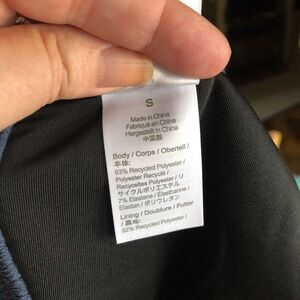 S
Made in China
Fabriqué en Chine
Hergestellt in China
中国製
Body / Corps / Oberteil /
本体:
93% Recycled Polyester /
Polyester Recyclé /
Recyceltes Polyester / リ
サイクルポリエステル
7% Elastane / Élasthanne /
Elastan / ポリウレタン
Lining / Doublure / Futter
/ 裏地:
92% Recycled Polyester /